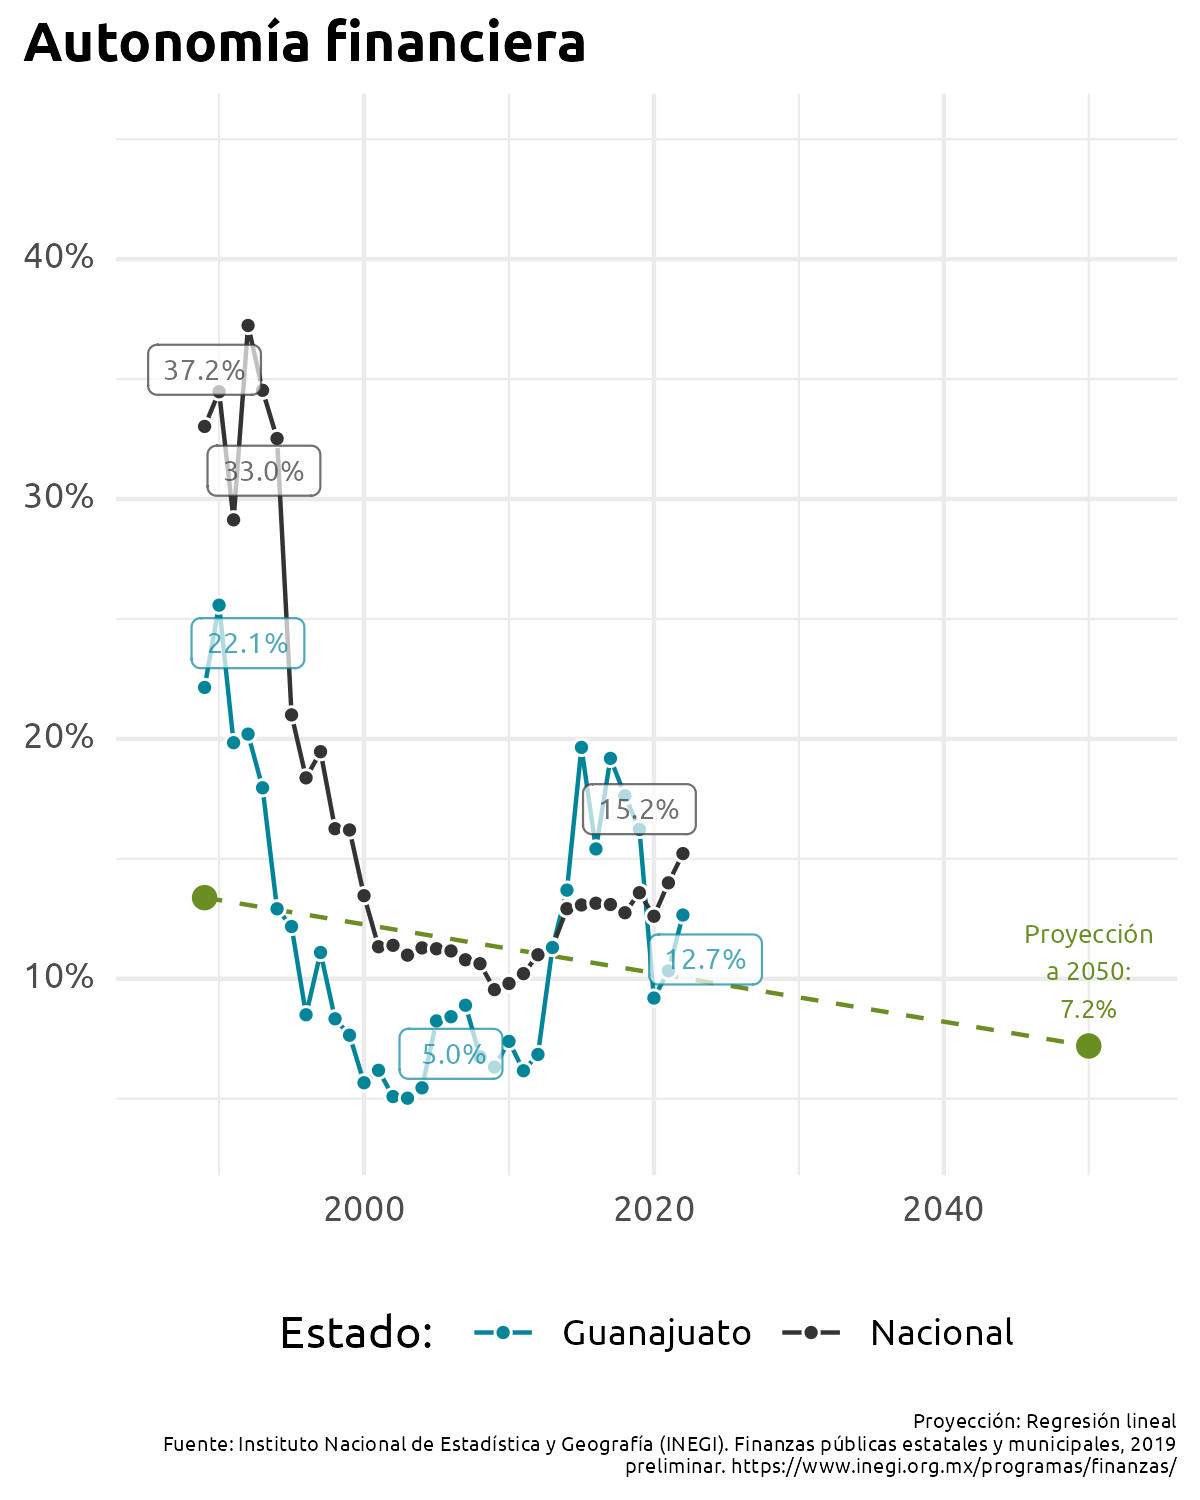 Autonomía financiera
40%
30%
20%
10%
37.2%
33.0%
22.1%
15.2%
12.7%
5.0%
Proyección
a 2050:
7.2%
2000
2020
2040
Estado:
Guanajuato
Nacional
Proyección: Regresión lineal
Fuente: Instituto Nacional de Estadística y Geografía (INEGI). Finanzas públicas estatales y municipales, 2019
preliminar. https://www.inegi.org.mx/programas/finanzas/